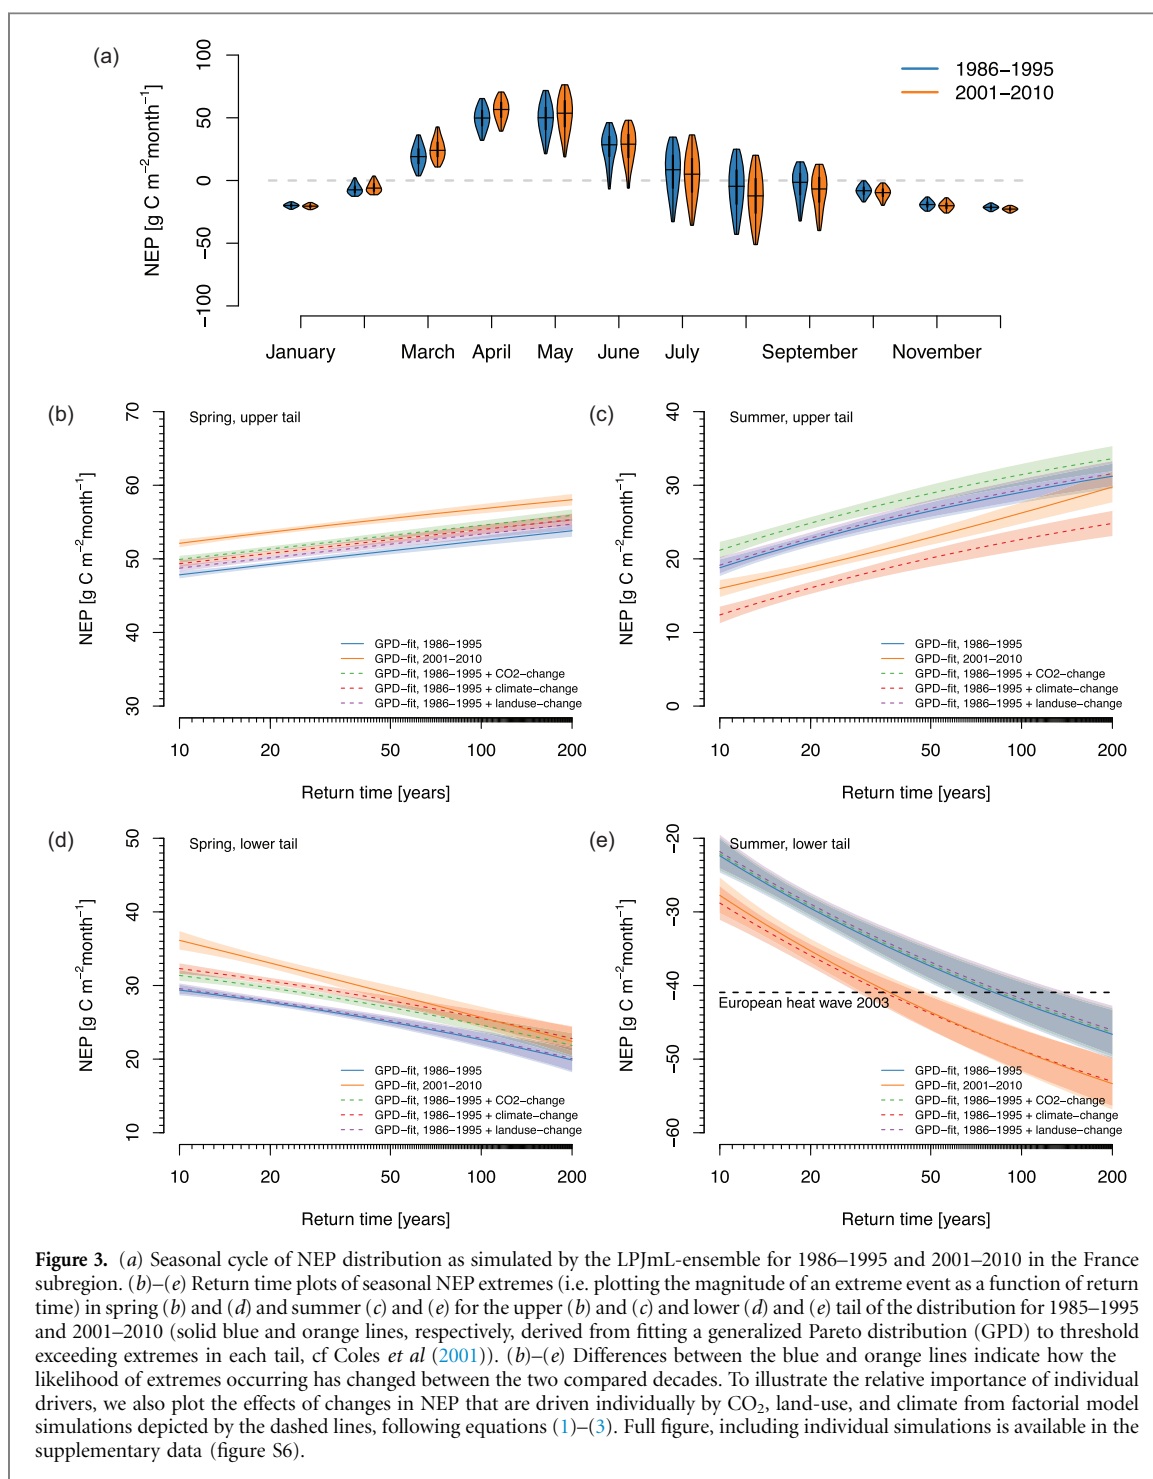 (a)
100
50
0
−50
−100
NEP [g C m−2month−1]
1986−1995
2001−2010
January
March
April
May
June
July
September
November
(b)
Spring, upper tail
70
60
50
40
30
NEP [g C m−2month−1]
GPD−fit, 1986−1995
GPD−fit, 2001−2010
GPD−fit, 1986−1995 + CO2−change
GPD−fit, 1986−1995 + climate−change
GPD−fit, 1986−1995 + landuse−change
10 20 50 100 200
Return time [years]
(c)
Summer, upper tail
40
30
20
10
0
NEP [g C m−2month−1]
GPD−fit, 1986−1995
GPD−fit, 2001−2010
GPD−fit, 1986−1995 + CO2−change
GPD−fit, 1986−1995 + climate−change
GPD−fit, 1986−1995 + landuse−change
10 20 50 100 200
Return time [years]
(d)
Spring, lower tail
50
40
30
20
10
NEP [g C m−2month−1]
GPD−fit, 1986−1995
GPD−fit, 2001−2010
GPD−fit, 1986−1995 + CO2−change
GPD−fit, 1986−1995 + climate−change
GPD−fit, 1986−1995 + landuse−change
10 20 50 100 200
Return time [years]
(e)
Summer, lower tail
−20
−30
−40
−50
−60
NEP [g C m−2month−1]
European heat wave 2003
GPD−fit, 1986−1995
GPD−fit, 2001−2010
GPD−fit, 1986−1995 + CO2−change
GPD−fit, 1986−1995 + climate−change
GPD−fit, 1986−1995 + landuse−change
10 20 50 100 200
Return time [years]
Figure 3. (a) Seasonal cycle of NEP distribution as simulated by the LPJmL-ensemble for 1986–1995 and 2001–2010 in the France
subregion. (b)–(e) Return time plots of seasonal NEP extremes (i.e. plotting the magnitude of an extreme event as a function of return
time) in spring (b) and (d) and summer (c) and (e) for the upper (b) and (c) and lower (d) and (e) tail of the distribution for 1985–1995
and 2001–2010 (solid blue and orange lines, respectively, derived from fitting a generalized Pareto distribution (GPD) to threshold
exceeding extremes in each tail, cf Coles et al (2001)). (b)–(e) Differences between the blue and orange lines indicate how the
likelihood of extremes occurring has changed between the two compared decades. To illustrate the relative importance of individual
drivers, we also plot the effects of changes in NEP that are driven individually by CO2, land-use, and climate from factorial model
simulations depicted by the dashed lines, following equations (1)–(3). Full figure, including individual simulations is available in the
supplementary data (figure S6).